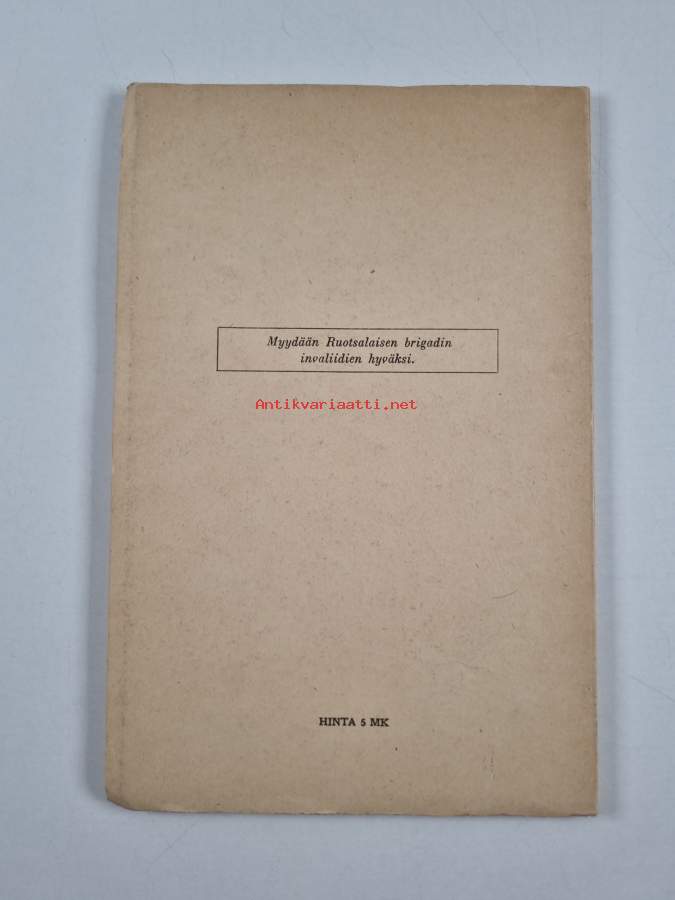 Myydään Ruotsalaisen brigadin
invaliidien hyväksi.
Antikvariaatti.net
HINTA 5 MK